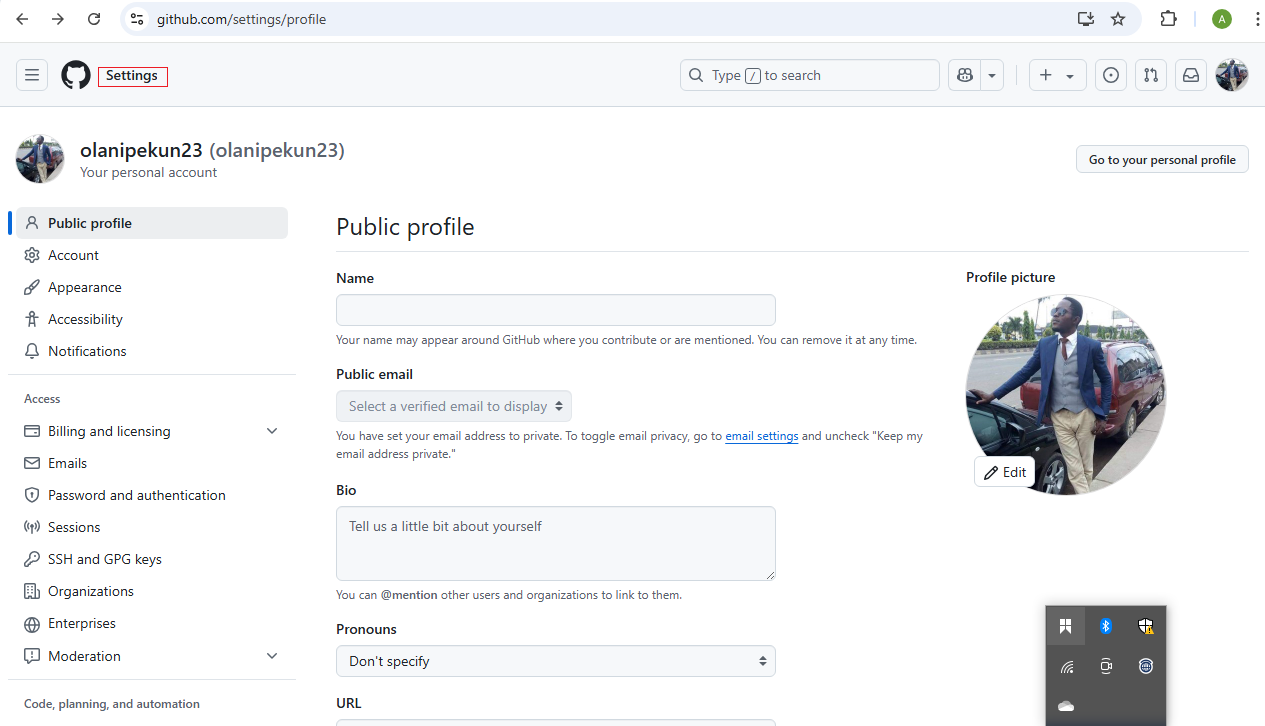 github.com/settings/profile
A
Settings
Type / to search
olanipekun23 (olanipekun23)
Your personal account
Go to your personal profile
Public profile
Account
Appearance
Accessibility
Notifications
Access
Billing and licensing
Emails
Password and authentication
Sessions
SSH and GPG keys
Organizations
Enterprises
Moderation
Code, planning, and automation
Public profile
Name
Your name may appear around GitHub where you contribute or are mentioned. You can remove it at any time.
Public email
Select a verified email to display
You have set your email address to private. To toggle email privacy, go to email settings and uncheck "Keep my
email address private."
Bio
Tell us a little bit about yourself
You can @mention other users and organizations to link to them.
Pronouns
Don't specify
URL
Profile picture
Edit